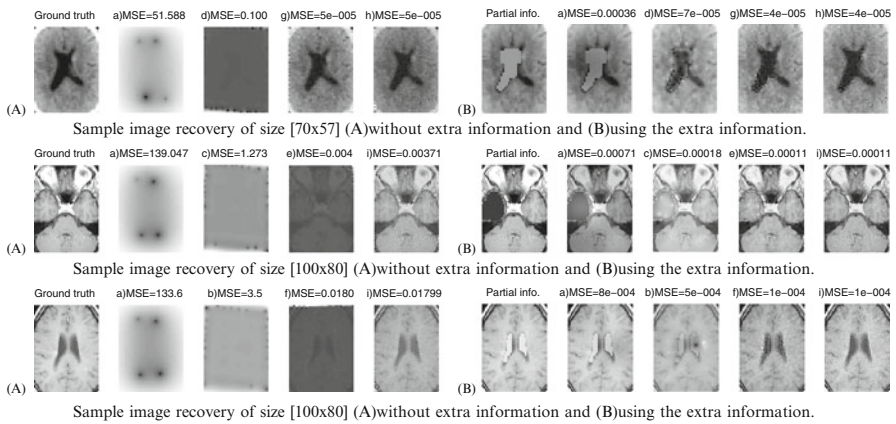 Ground truth a)MSE=51.588 d)MSE=0.100 g)MSE=5e−005 h)MSE=5e−005 Partial info. a)MSE=0.00036 d)MSE=7e−005 g)MSE=4e−005 h)MSE=4e−005
(A) (B)
Sample image recovery of size [70x57] (A)without extra information and (B)using the extra information.
Ground truth a)MSE=139.047 c)MSE=1.273 e)MSE=0.004 i)MSE=0.00371 Partial info. a)MSE=0.00071 c)MSE=0.00018 e)MSE=0.00011 i)MSE=0.00011
(A) (B)
Sample image recovery of size [100x80] (A)without extra information and (B)using the extra information.
Ground truth a)MSE=133.6 b)MSE=3.5 f)MSE=0.0180 i)MSE=0.01799 Partial info. a)MSE=8e−004 b)MSE=5e−004 f)MSE=1e−004 i)MSE=1e−004
(A) (B)
Sample image recovery of size [100x80] (A)without extra information and (B)using the extra information.